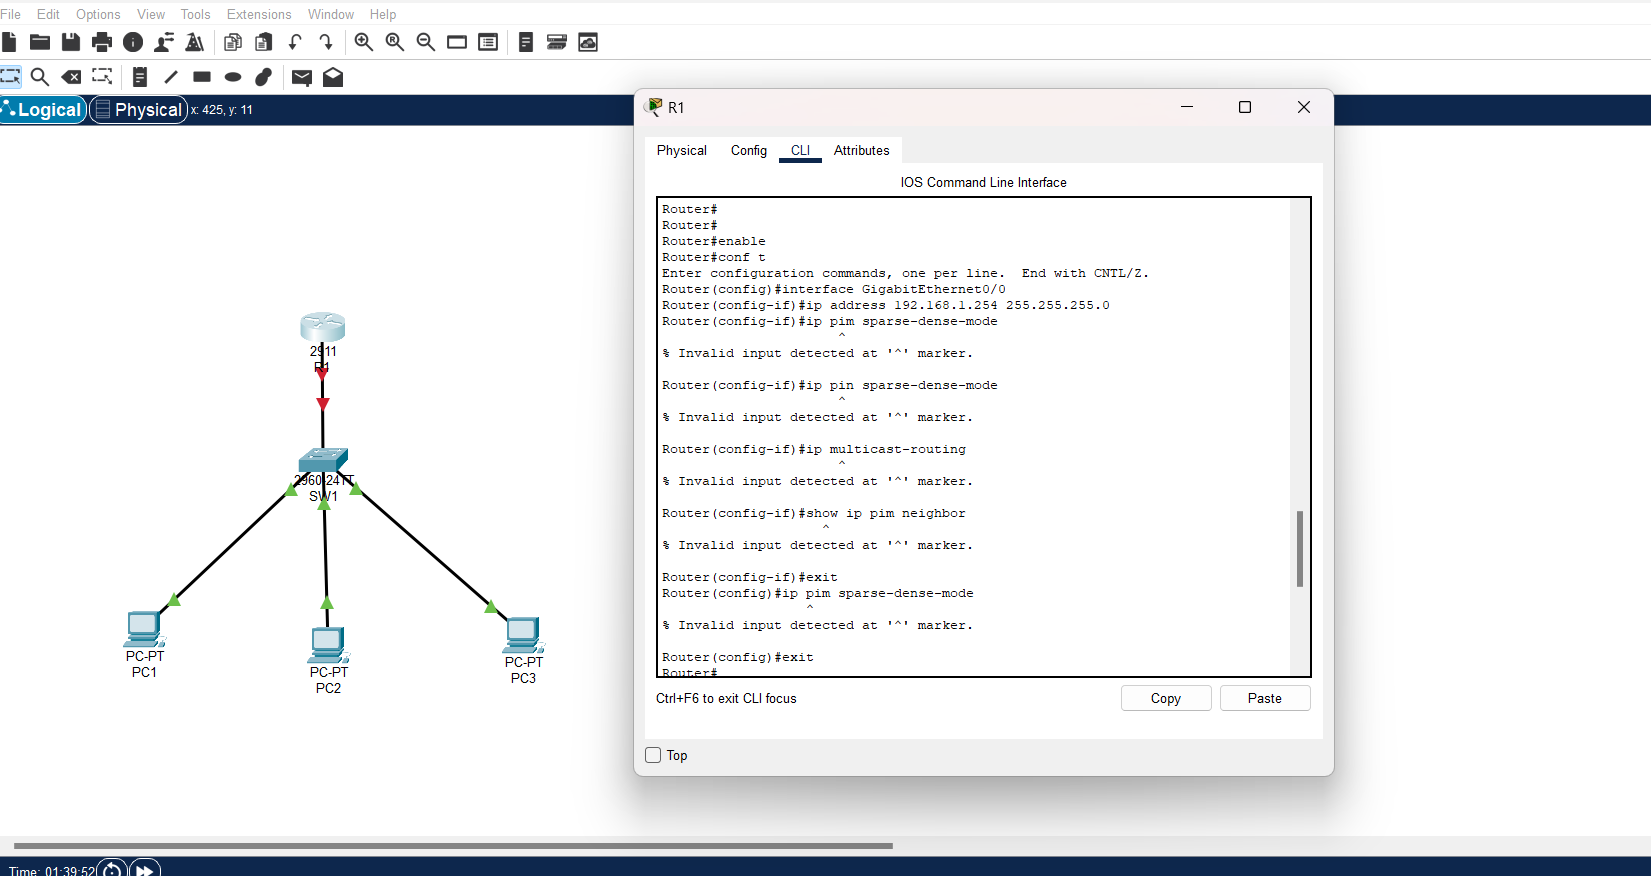 File Edit Options View Tools Extensions Window Help
Logical Physical x: 425, y: 11
R1
Physical Config CLI Attributes
IOS Command Line Interface
Router#
Router#
Router#enable
Router#conf t
Enter configuration commands, one per line.  End with CNTL/Z.
Router(config)#interface GigabitEthernet0/0
Router(config-if)#ip address 192.168.1.254 255.255.255.0
Router(config-if)#ip pim sparse-dense-mode
^
% Invalid input detected at '^' marker.
Router(config-if)#ip pin sparse-dense-mode
^
% Invalid input detected at '^' marker.
Router(config-if)#ip multicast-routing
^
% Invalid input detected at '^' marker.
Router(config-if)#show ip pim neighbor
^
% Invalid input detected at '^' marker.
Router(config-if)#exit
Router(config)#ip pim sparse-dense-mode
^
% Invalid input detected at '^' marker.
Router(config)#exit
Router#
Ctrl+F6 to exit CLI focus
Copy Paste
Top
2911
R1
2960-24TT
SW1
PC-PT
PC1
PC-PT
PC2
PC-PT
PC3
Time: 01:39:52